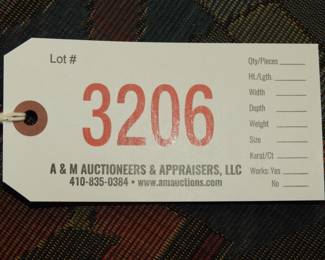 Lot #
3206
A & M AUCTIONEERS & APPRAISERS, LLC
410-835-0384 • www.amauctions.com
Qty/Pieces
Ht./Lgth.
Width
Depth
Weight
Size
Karat/Ct
Works: Yes
No